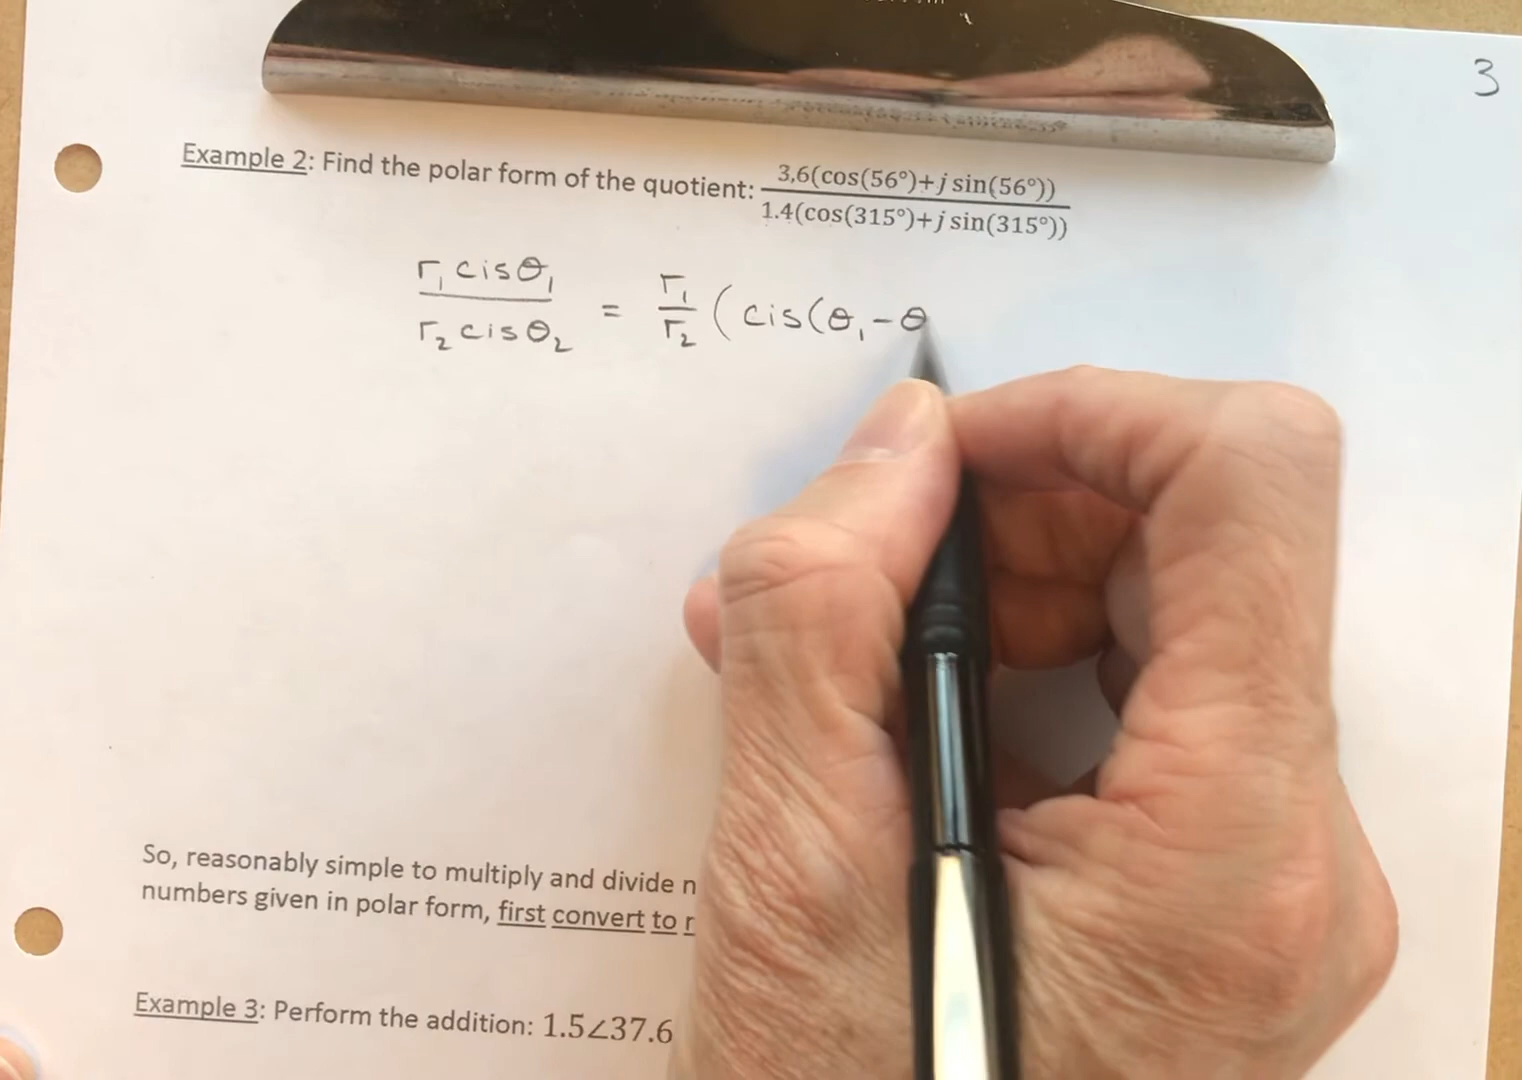 3
Example 2: Find the polar form of the quotient: 3,6(cos(56°)+j sin(56°))
1.4(cos(315°)+j sin(315°))
r₁ cisθ₁
r₂ cisθ₂
= r₁
r₂
(cis(θ₁-θ
So, reasonably simple to multiply and divide n
numbers given in polar form, first convert to r
Example 3: Perform the addition: 1.5∠37.6